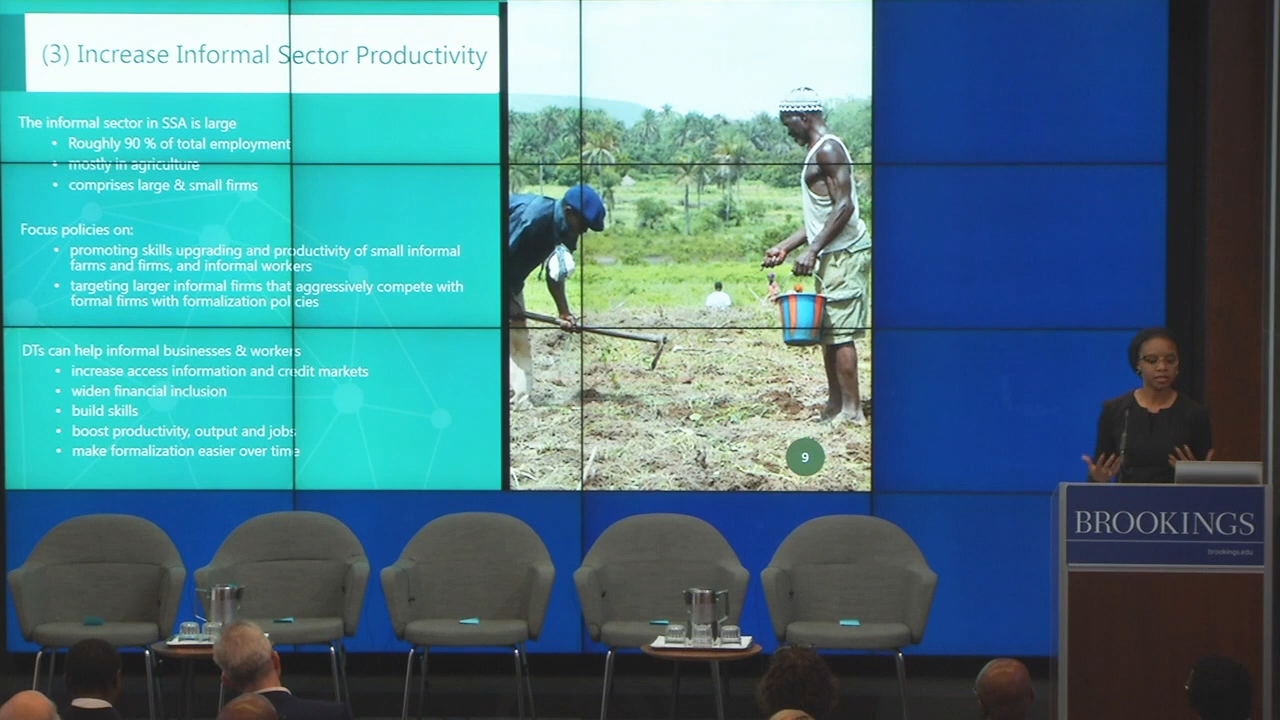 (3) Increase Informal Sector Productivity
The informal sector in SSA is large
• Roughly 90 % of total employment
• mostly in agriculture
• comprises large & small firms
Focus policies on:
• promoting skills upgrading and productivity of small informal
farms and firms, and informal workers
• targeting larger informal firms that aggressively compete with
formal firms with formalization policies
DTs can help informal businesses & workers
• increase access information and credit markets
• widen financial inclusion
• build skills
• boost productivity, output and jobs
• make formalization easier over time
9
BROOKINGS
brookings.edu